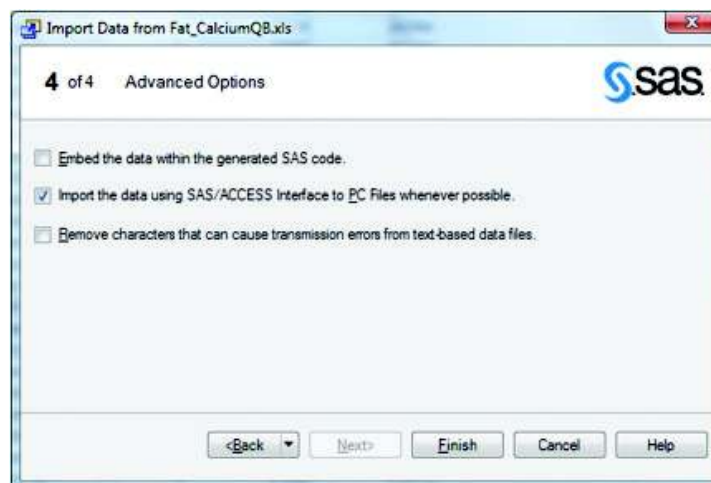 Import Data from Fat_CalciumQB.xls
4 of 4 Advanced Options
sas
Embed the data within the generated SAS code.
Import the data using SAS/ACCESS Interface to PC Files whenever possible.
Remove characters that can cause transmission errors from text-based data files.
<Back
Next>
Finish
Cancel
Help